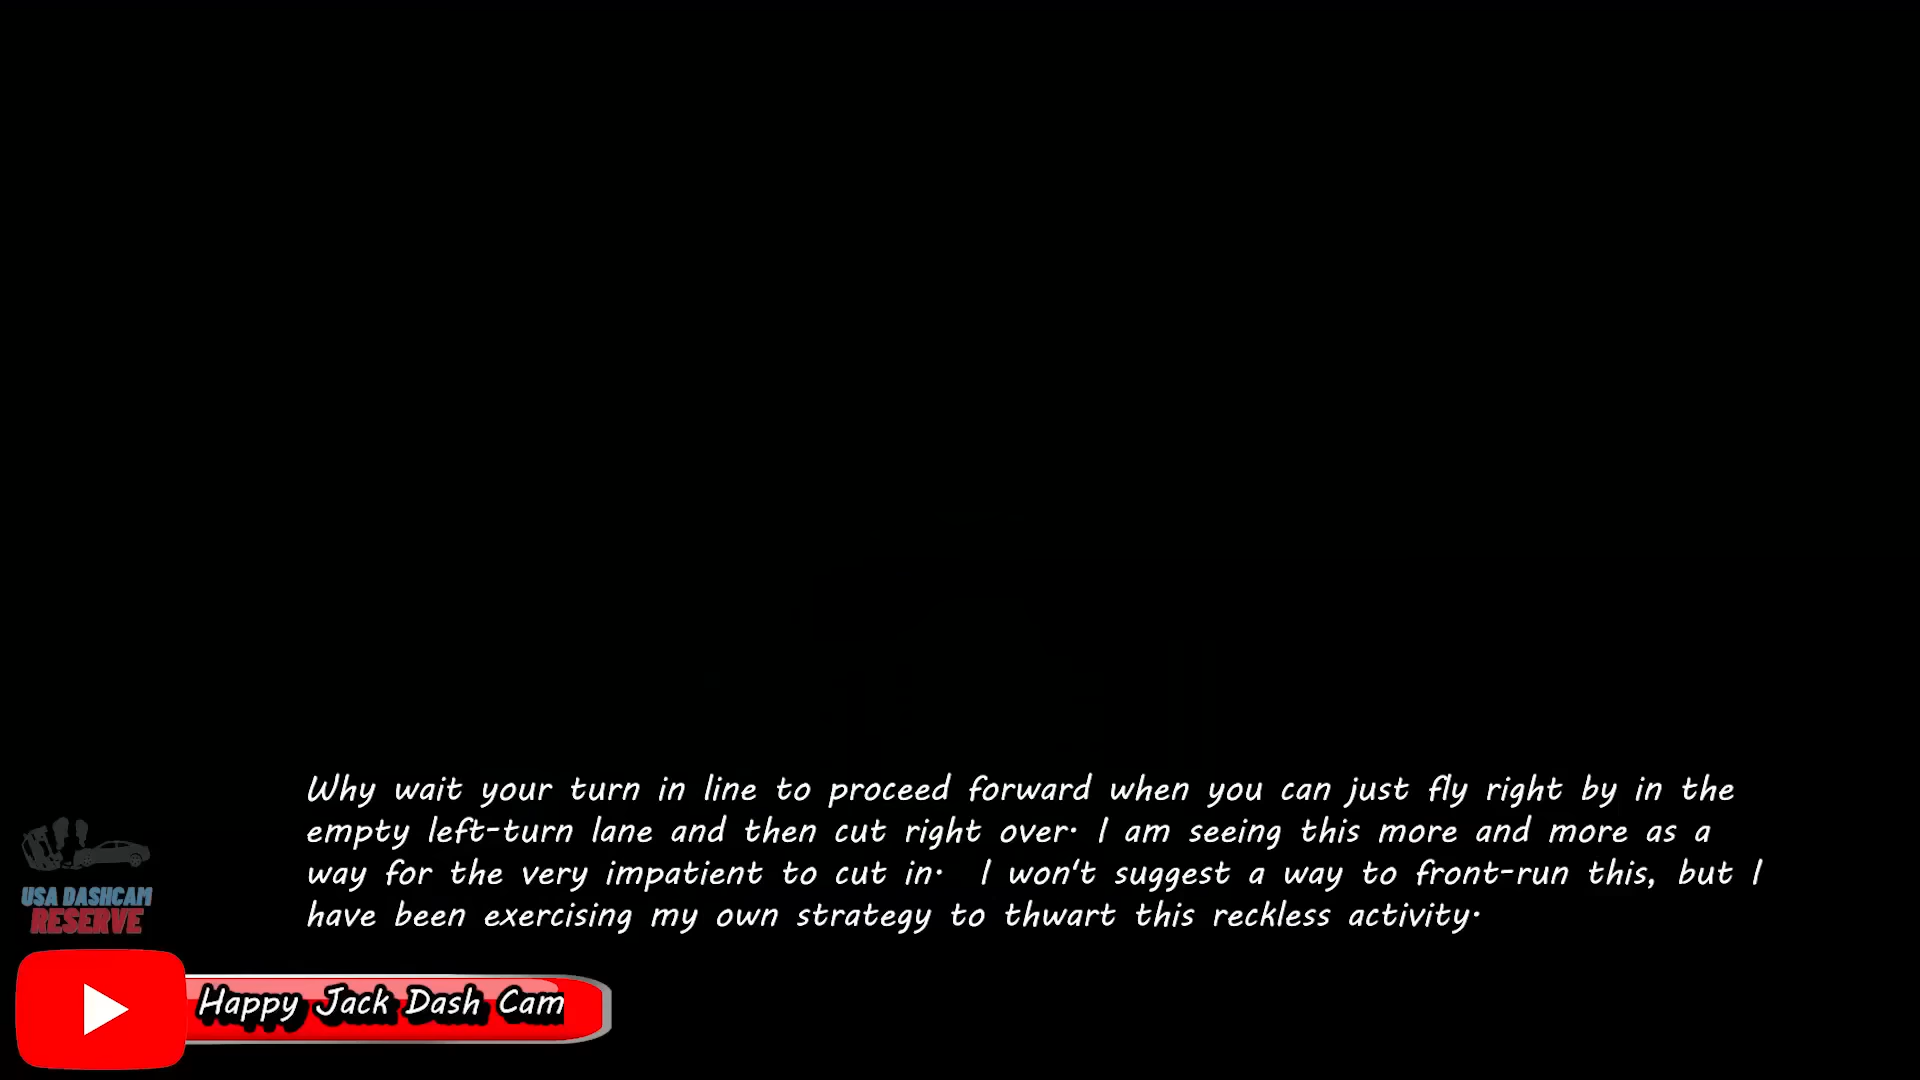 Why wait your turn in line to proceed forward when you can just fly right by in the
empty left-turn lane and then cut right over. I am seeing this more and more as a
way for the very impatient to cut in.  I won't suggest a way to front-run this, but I
have been exercising my own strategy to thwart this reckless activity.
USA DASHCAM
RESERVE
Happy Jack Dash Cam